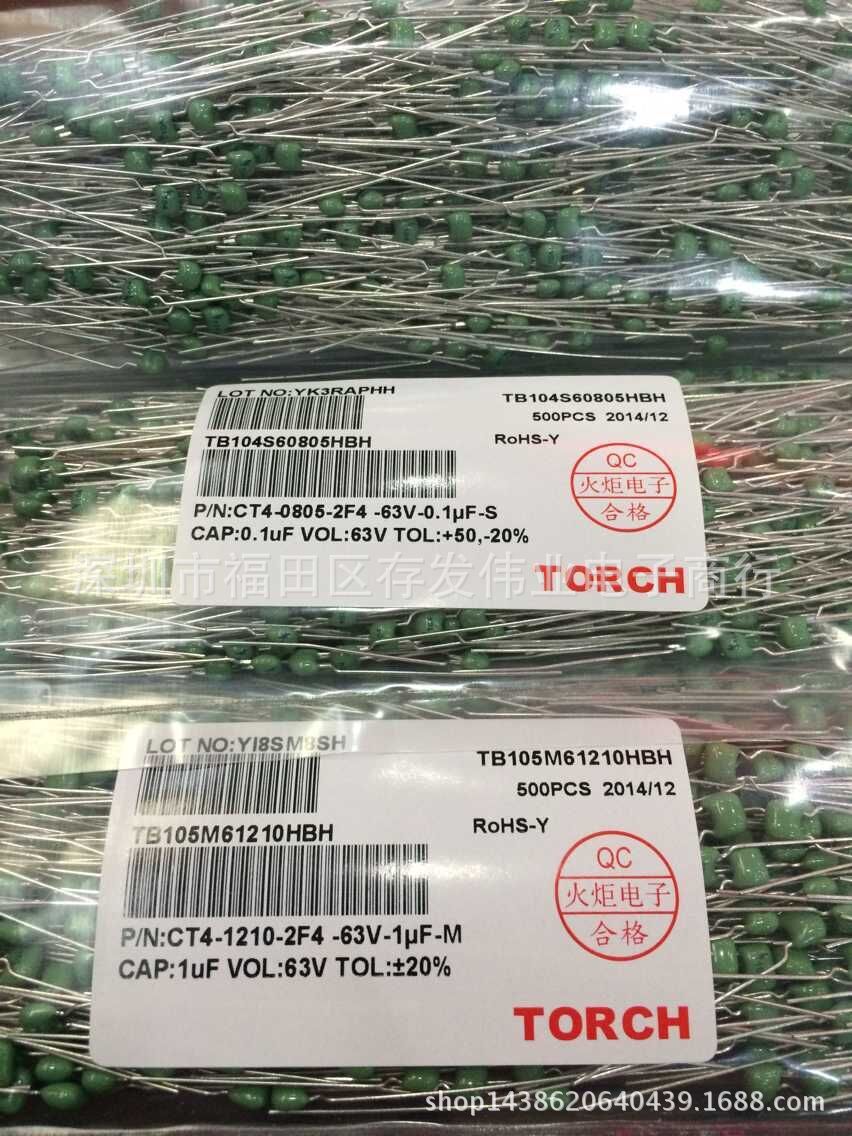 LOT NO:YK3RAPHH
TB104S60805HBH
500PCS 2014/12
TB104S60805HBH
RoHS-Y
QC
火炬电子
合格
P/N:CT4-0805-2F4 -63V-0.1µF-S
CAP:0.1uF VOL:63V TOL:+50,-20%
TORCH
深圳市福田区存发伟业电子商行
LOT NO:YI8SM8SH
TB105M61210HBH
500PCS 2014/12
TB105M61210HBH
RoHS-Y
QC
火炬电子
合格
P/N:CT4-1210-2F4 -63V-1µF-M
CAP:1uF VOL:63V TOL:±20%
TORCH
shop1438620640439.1688.com